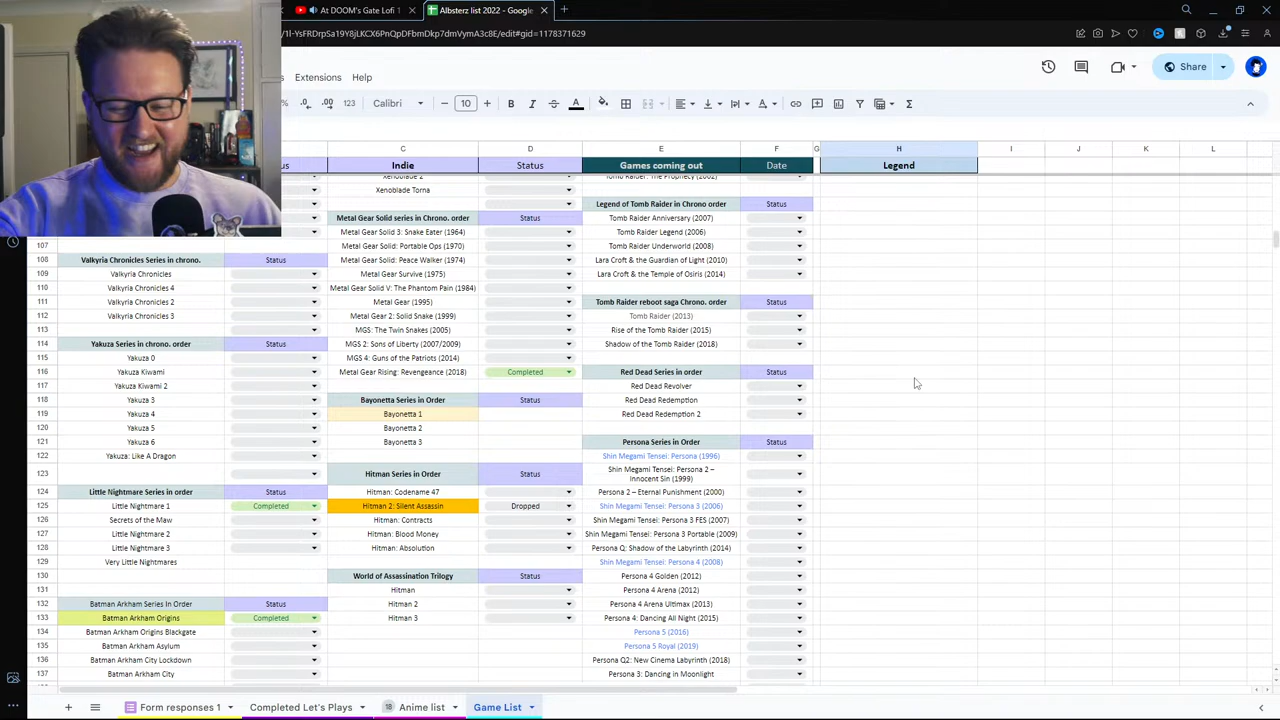 At DOOM's Gate Lofi 1
Albsterz list 2022 - Google
1l-YsFRDrpSa19Y8jLKCX6PnQpDFbmDkp7dmVymA3c8E/edit#gid=1178371629
Extensions Help
Share
% .0 .00 123 Calibri 10 B I A
C D E F G H I J K L
us Indie Status Games coming out Date Legend
Xenoblade 2 Tomb Raider: The Prophecy (2002)
Xenoblade Torna
Legend of Tomb Raider in Chrono order Status
Metal Gear Solid series in Chrono. order Status Tomb Raider Anniversary (2007)
Metal Gear Solid 3: Snake Eater (1964) Tomb Raider Legend (2006)
107 Metal Gear Solid: Portable Ops (1970) Tomb Raider Underworld (2008)
108 Valkyria Chronicles Series in chrono. Status Metal Gear Solid: Peace Walker (1974) Lara Croft & the Guardian of Light (2010)
109 Valkyria Chronicles Metal Gear Survive (1975) Lara Croft & the Temple of Osiris (2014)
110 Valkyria Chronicles 4 Metal Gear Solid V: The Phantom Pain (1984)
111 Valkyria Chronicles 2 Metal Gear (1995) Tomb Raider reboot saga Chrono. order Status
112 Valkyria Chronicles 3 Metal Gear 2: Solid Snake (1999) Tomb Raider (2013)
113 MGS: The Twin Snakes (2005) Rise of the Tomb Raider (2015)
114 Yakuza Series in chrono. order Status MGS 2: Sons of Liberty (2007/2009) Shadow of the Tomb Raider (2018)
115 Yakuza 0 MGS 4: Guns of the Patriots (2014)
116 Yakuza Kiwami Metal Gear Rising: Revengeance (2018) Completed Red Dead Series in order Status
117 Yakuza Kiwami 2 Red Dead Revolver
118 Yakuza 3 Bayonetta Series in Order Status Red Dead Redemption
119 Yakuza 4 Bayonetta 1 Red Dead Redemption 2
120 Yakuza 5 Bayonetta 2
121 Yakuza 6 Bayonetta 3 Persona Series in Order Status
122 Yakuza: Like A Dragon Shin Megami Tensei: Persona (1996)
123 Hitman Series in Order Status Shin Megami Tensei: Persona 2 –
Innocent Sin (1999)
124 Little Nightmare Series in order Status Hitman: Codename 47 Persona 2 – Eternal Punishment (2000)
125 Little Nightmare 1 Completed Hitman 2: Silent Assassin Dropped Shin Megami Tensei: Persona 3 (2006)
126 Secrets of the Maw Hitman: Contracts Shin Megami Tensei: Persona 3 FES (2007)
127 Little Nightmare 2 Hitman: Blood Money Shin Megami Tensei: Persona 3 Portable (2009)
128 Little Nightmare 3 Hitman: Absolution Persona Q: Shadow of the Labyrinth (2014)
129 Very Little Nightmares Shin Megami Tensei: Persona 4 (2008)
130 World of Assassination Trilogy Status Persona 4 Golden (2012)
131 Hitman Persona 4 Arena (2012)
132 Batman Arkham Series In Order Status Hitman 2 Persona 4 Arena Ultimax (2013)
133 Batman Arkham Origins Completed Hitman 3 Persona 4: Dancing All Night (2015)
134 Batman Arkham Origins Blackgate Persona 5 (2016)
135 Batman Arkham Asylum Persona 5 Royal (2019)
136 Batman Arkham City Lockdown Persona Q2: New Cinema Labyrinth (2018)
137 Batman Arkham City Persona 3: Dancing in Moonlight
Form responses 1 Completed Let's Plays 18 Anime list Game List